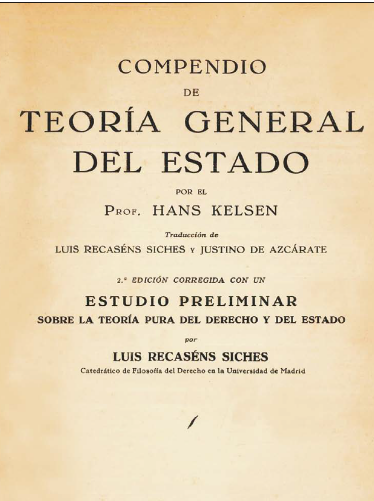 COMPENDIO
DE
TEORÍA GENERAL
DEL ESTADO
POR EL
PROF. HANS KELSEN
Traducción de
LUIS RECASÉNS SICHES Y JUSTINO DE AZCÁRATE
2.ª EDICIÓN CORREGIDA CON UN
ESTUDIO PRELIMINAR
SOBRE LA TEORÍA PURA DEL DERECHO Y DEL ESTADO
por
LUIS RECASÉNS SICHES
Catedrático de Filosofía del Derecho en la Universidad de Madrid